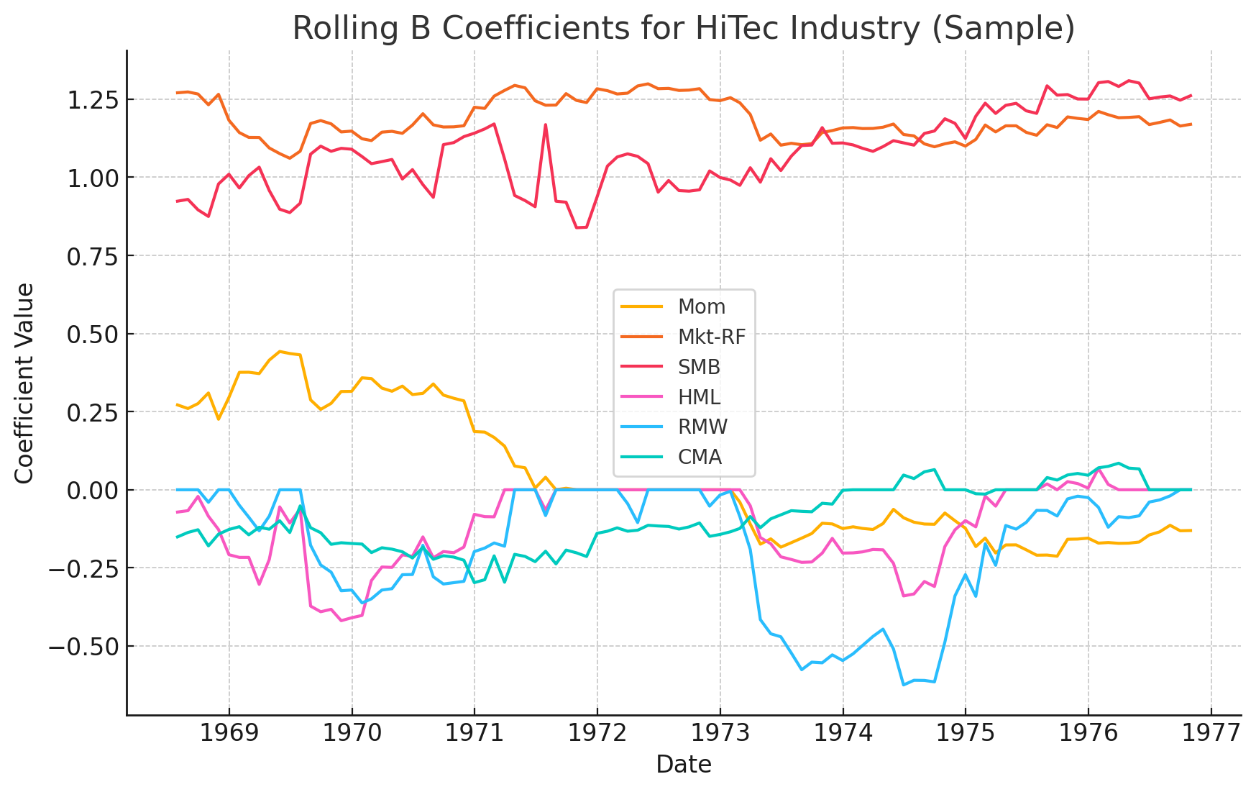 Rolling B Coefficients for HiTec Industry (Sample)
Coefficient Value
1.25
1.00
0.75
0.50
0.25
0.00
−0.25
−0.50
Mom
Mkt-RF
SMB
HML
RMW
CMA
1969 1970 1971 1972 1973 1974 1975 1976 1977
Date